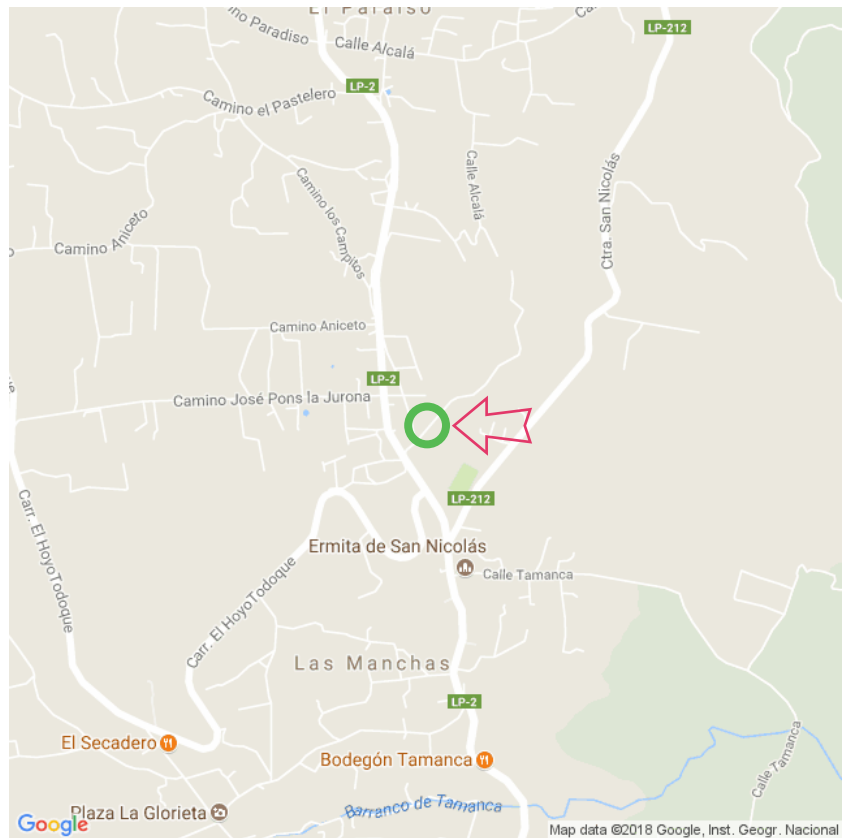 El Paraíso
Camino Paradiso
Calle Alcalá
LP-212
LP-2
Camino el Pastelero
Calle Alcalá
Ctra. San Nicolás
Camino los Campitos
Camino Aniceto
Camino Aniceto
LP-2
Camino José Pons la Jurona
LP-212
Carr. El HoyoTodoque
Ermita de San Nicolás
Calle Tamanca
Carr. El HoyoTodoque
Las Manchas
LP-2
El Secadero
Bodegón Tamanca
Calle Tamanca
Plaza La Glorieta
Barranco de Tamanca
Google
Map data ©2018 Google, Inst. Geogr. Nacional